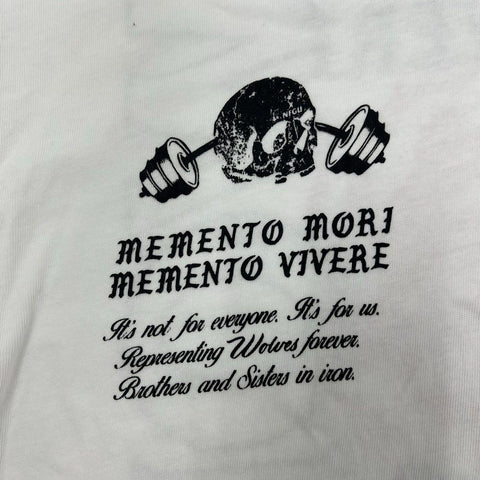 MEMENTO MORI
MEMENTO VIVERE
It's not for everyone. It's for us.
Representing Wolves forever.
Brothers and Sisters in iron.